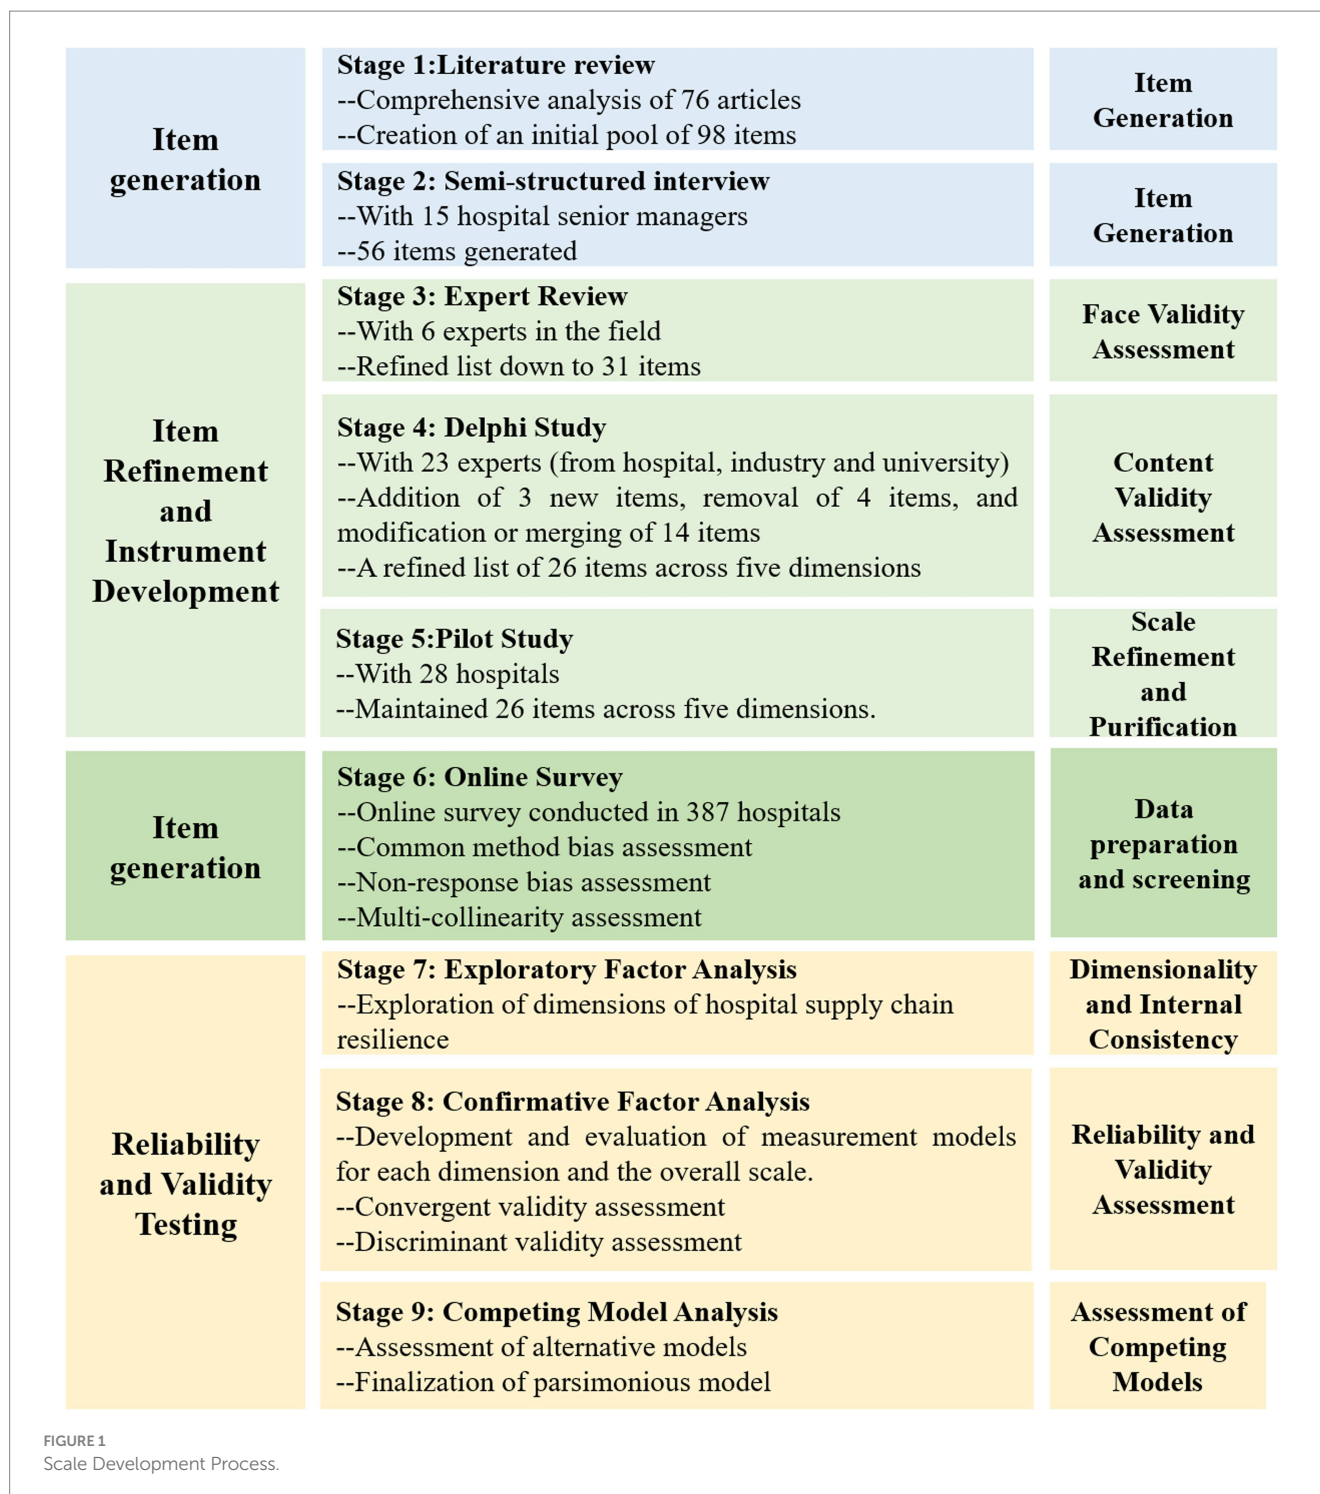 Item
generation
Stage 1:Literature review
--Comprehensive analysis of 76 articles
--Creation of an initial pool of 98 items
Item
Generation
Stage 2: Semi-structured interview
--With 15 hospital senior managers
--56 items generated
Item
Generation
Item
Refinement
and
Instrument
Development
Stage 3: Expert Review
--With 6 experts in the field
--Refined list down to 31 items
Face Validity
Assessment
Stage 4: Delphi Study
--With 23 experts (from hospital, industry and university)
--Addition of 3 new items, removal of 4 items, and
modification or merging of 14 items
--A refined list of 26 items across five dimensions
Content
Validity
Assessment
Stage 5:Pilot Study
--With 28 hospitals
--Maintained 26 items across five dimensions.
Scale
Refinement
and
Purification
Item
generation
Stage 6: Online Survey
--Online survey conducted in 387 hospitals
--Common method bias assessment
--Non-response bias assessment
--Multi-collinearity assessment
Data
preparation
and screening
Reliability
and Validity
Testing
Stage 7: Exploratory Factor Analysis
--Exploration of dimensions of hospital supply chain
resilience
Dimensionality
and Internal
Consistency
Stage 8: Confirmative Factor Analysis
--Development and evaluation of measurement models
for each dimension and the overall scale.
--Convergent validity assessment
--Discriminant validity assessment
Reliability and
Validity
Assessment
Stage 9: Competing Model Analysis
--Assessment of alternative models
--Finalization of parsimonious model
Assessment of
Competing
Models
FIGURE 1
Scale Development Process.